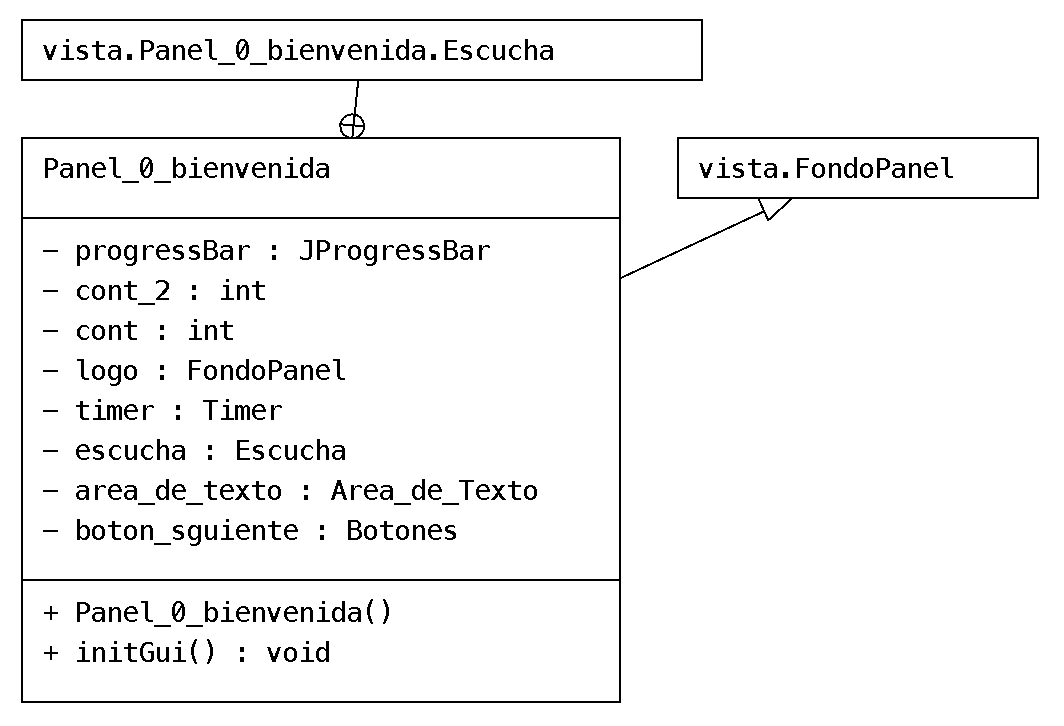 vista.Panel_0_bienvenida.Escucha
Panel_0_bienvenida
vista.FondoPanel
− progressBar : JProgressBar
− cont_2 : int
− cont : int
− logo : FondoPanel
− timer : Timer
− escucha : Escucha
− area_de_texto : Area_de_Texto
− boton_sguiente : Botones
+ Panel_0_bienvenida()
+ initGui() : void